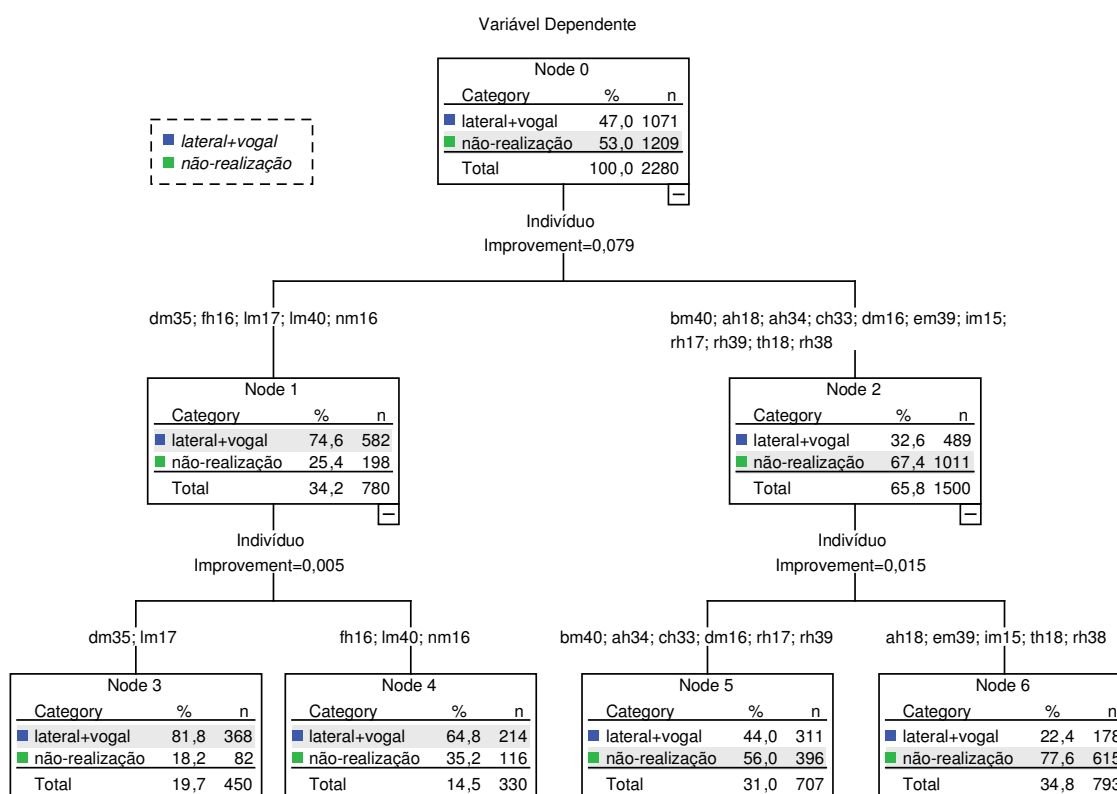 Variável Dependente
lateral+vogal
não-realização
Node 0
Category % n
lateral+vogal 47,0 1071
não-realização 53,0 1209
Total 100,0 2280
Indivíduo
Improvement=0,079
dm35; fh16; lm17; lm40; nm16
bm40; ah18; ah34; ch33; dm16; em39; im15;
rh17; rh39; th18; rh38
Node 1
Category % n
lateral+vogal 74,6 582
não-realização 25,4 198
Total 34,2 780
Indivíduo
Improvement=0,005
Node 2
Category % n
lateral+vogal 32,6 489
não-realização 67,4 1011
Total 65,8 1500
Indivíduo
Improvement=0,015
dm35; lm17
fh16; lm40; nm16
bm40; ah34; ch33; dm16; rh17; rh39
ah18; em39; im15; th18; rh38
Node 3
Category % n
lateral+vogal 81,8 368
não-realização 18,2 82
Total 19,7 450
Node 4
Category % n
lateral+vogal 64,8 214
não-realização 35,2 116
Total 14,5 330
Node 5
Category % n
lateral+vogal 44,0 311
não-realização 56,0 396
Total 31,0 707
Node 6
Category % n
lateral+vogal 22,4 178
não-realização 77,6 615
Total 34,8 793